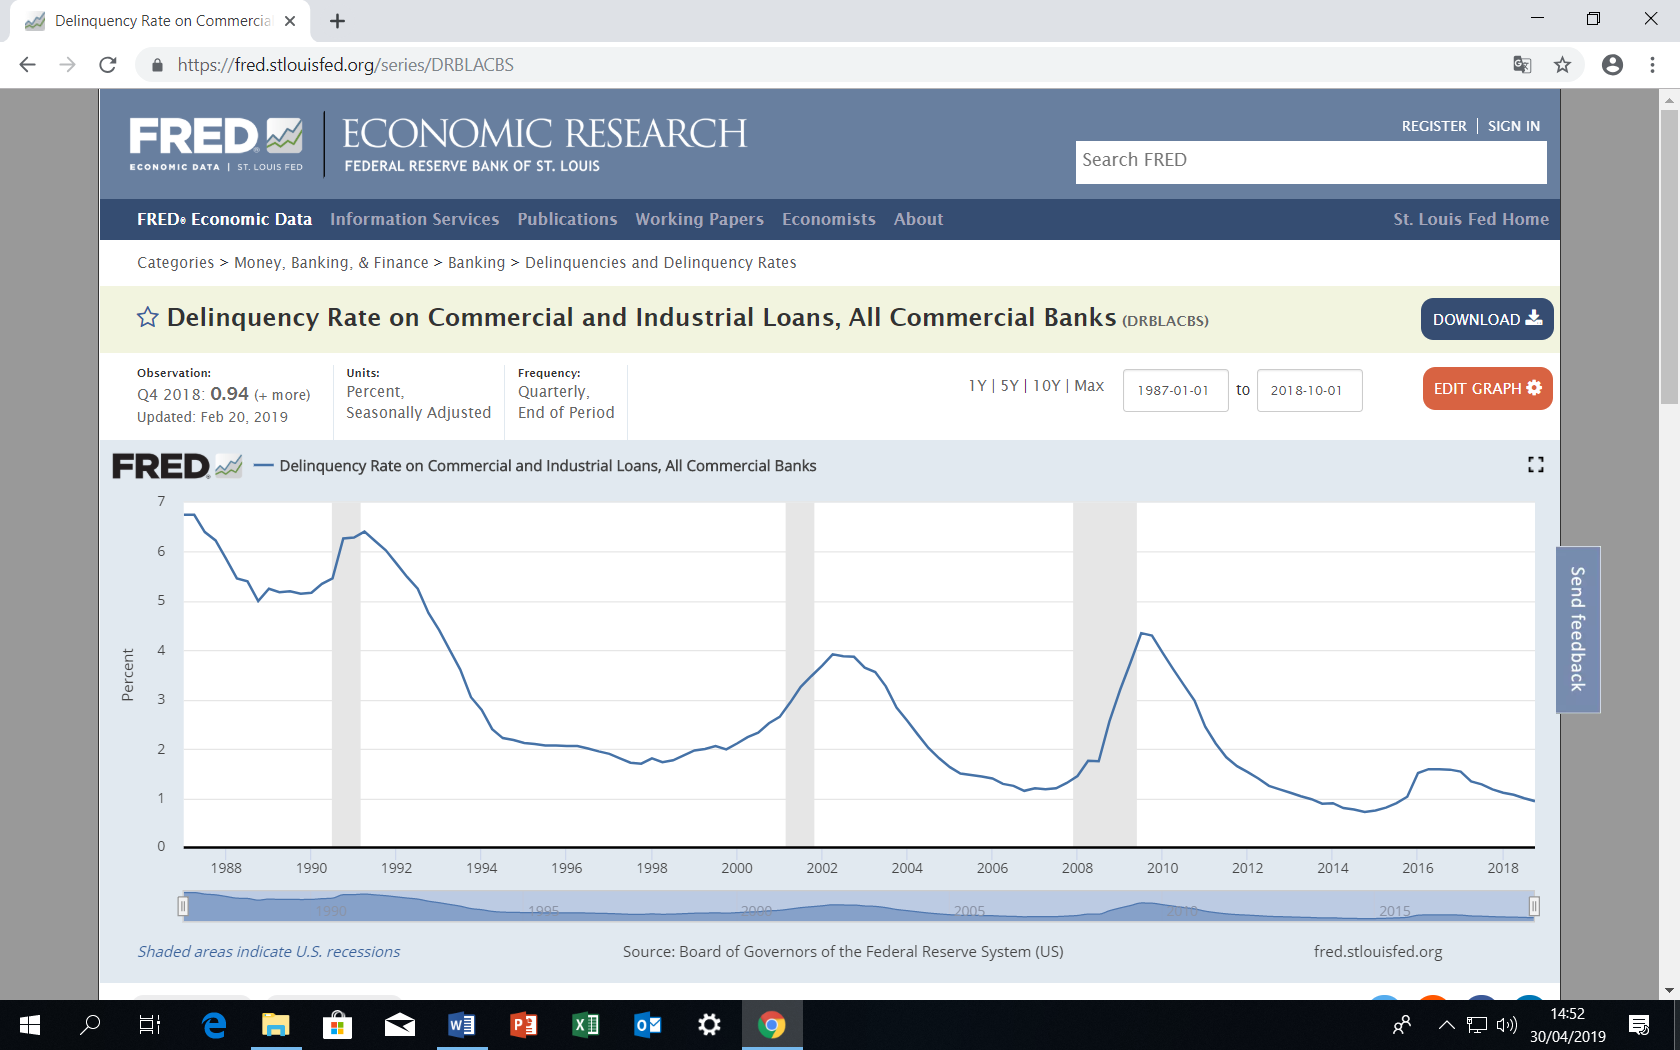 Delinquency Rate on Commercia
https://fred.stlouisfed.org/series/DRBLACBS
FRED®
ECONOMIC DATA | ST. LOUIS FED
ECONOMIC RESEARCH
FEDERAL RESERVE BANK OF ST. LOUIS
REGISTER | SIGN IN
Search FRED
FRED® Economic Data Information Services Publications Working Papers Economists About St. Louis Fed Home
Categories > Money, Banking, & Finance > Banking > Delinquencies and Delinquency Rates
Delinquency Rate on Commercial and Industrial Loans, All Commercial Banks (DRBLACBS)
DOWNLOAD
Observation:
Q4 2018: 0.94 (+ more)
Updated: Feb 20, 2019
Units:
Percent,
Seasonally Adjusted
Frequency:
Quarterly,
End of Period
1Y | 5Y | 10Y | Max
1987-01-01 to 2018-10-01
EDIT GRAPH
FRED
Delinquency Rate on Commercial and Industrial Loans, All Commercial Banks
7
6
5
4
3
2
1
0
Percent
1988 1990 1992 1994 1996 1998 2000 2002 2004 2006 2008 2010 2012 2014 2016 2018
1990 1995 2000 2005 2010 2015
Shaded areas indicate U.S. recessions
Source: Board of Governors of the Federal Reserve System (US)
fred.stlouisfed.org
Send feedback
14:52
30/04/2019